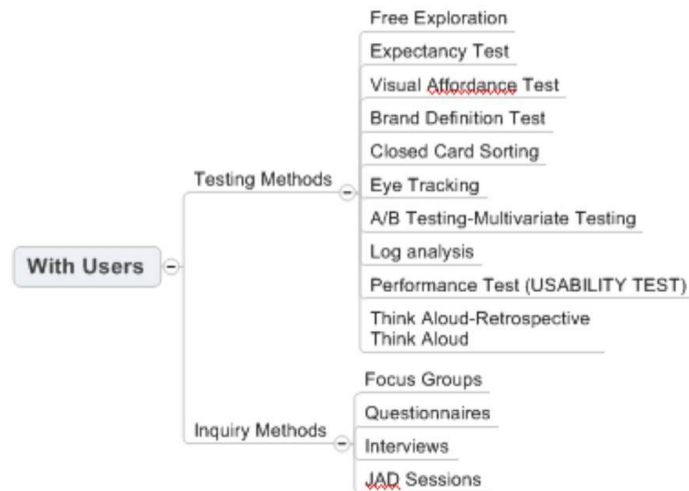 Free Exploration
Expectancy Test
Visual Affordance Test
Brand Definition Test
Closed Card Sorting
Testing Methods
Eye Tracking
A/B Testing-Multivariate Testing
With Users
Log analysis
Performance Test (USABILITY TEST)
Think Aloud-Retrospective
Think Aloud
Focus Groups
Questionnaires
Inquiry Methods
Interviews
JAD Sessions